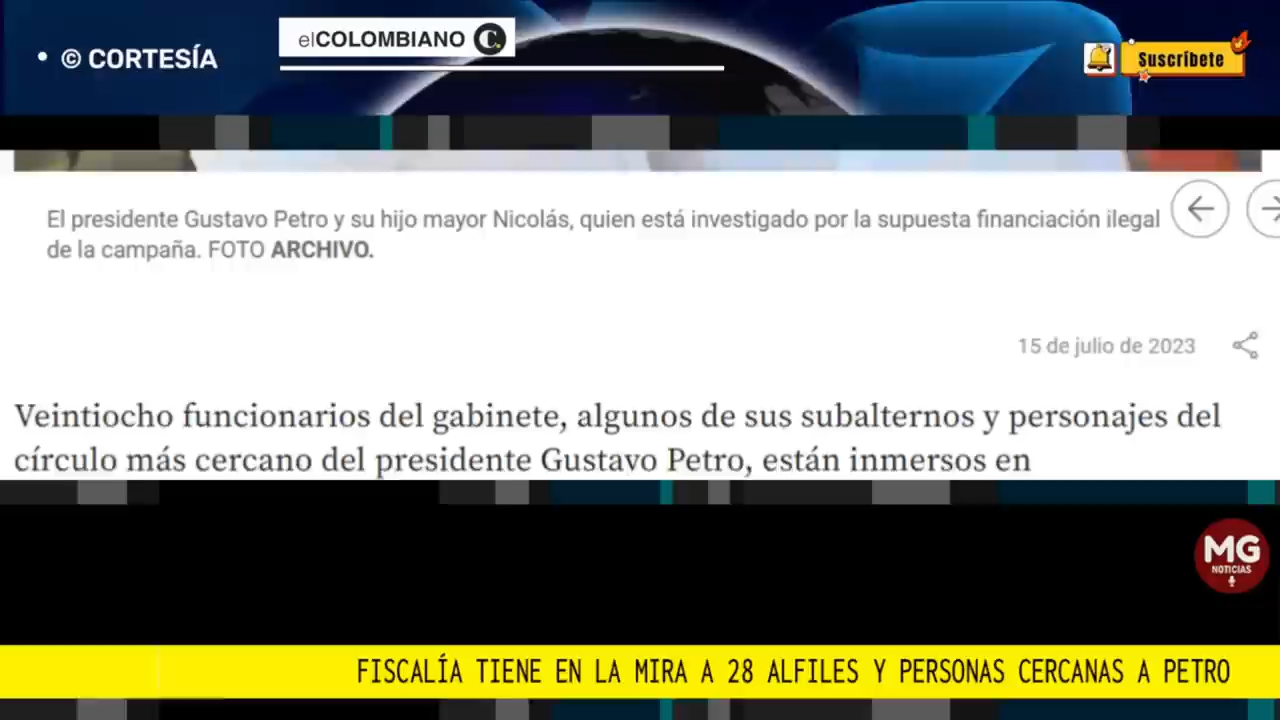 • © CORTESÍA
elCOLOMBIANO C.
Suscríbete
El presidente Gustavo Petro y su hijo mayor Nicolás, quien está investigado por la supuesta financiación ilegal
de la campaña. FOTO ARCHIVO.
15 de julio de 2023
Veintiocho funcionarios del gabinete, algunos de sus subalternos y personajes del
círculo más cercano del presidente Gustavo Petro, están inmersos en
MG
NOTICIAS
FISCALÍA TIENE EN LA MIRA A 28 ALFILES Y PERSONAS CERCANAS A PETRO